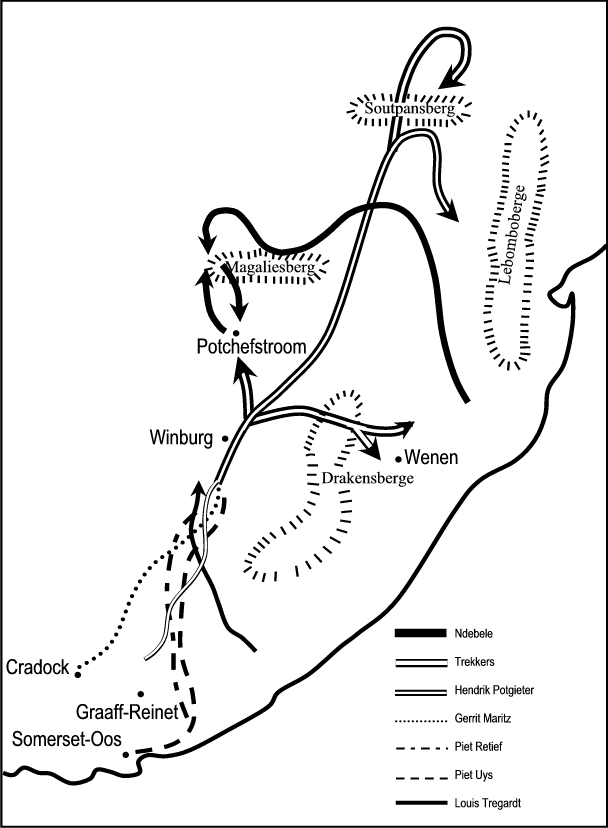 Soutpansberg
Lebomboberge
Magaliesberg
Potchefstroom
Winburg
Wenen
Drakensberge
Cradock
Graaff-Reinet
Somerset-Oos
Ndebele
Trekkers
Hendrik Potgieter
Gerrit Maritz
Piet Retief
Piet Uys
Louis Tregardt